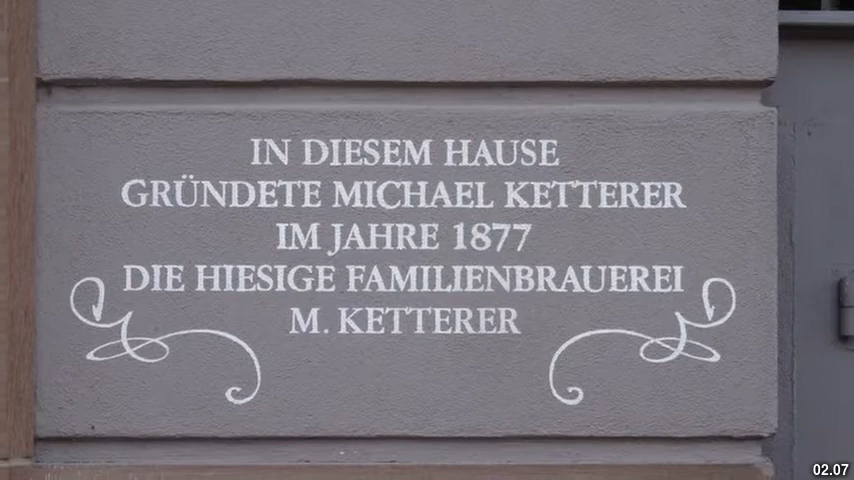 IN DIESEM HAUSE
GRÜNDETE MICHAEL KETTERER
IM JAHRE 1877
DIE HIESIGE FAMILIENBRAUEREI
M. KETTERER
02.07